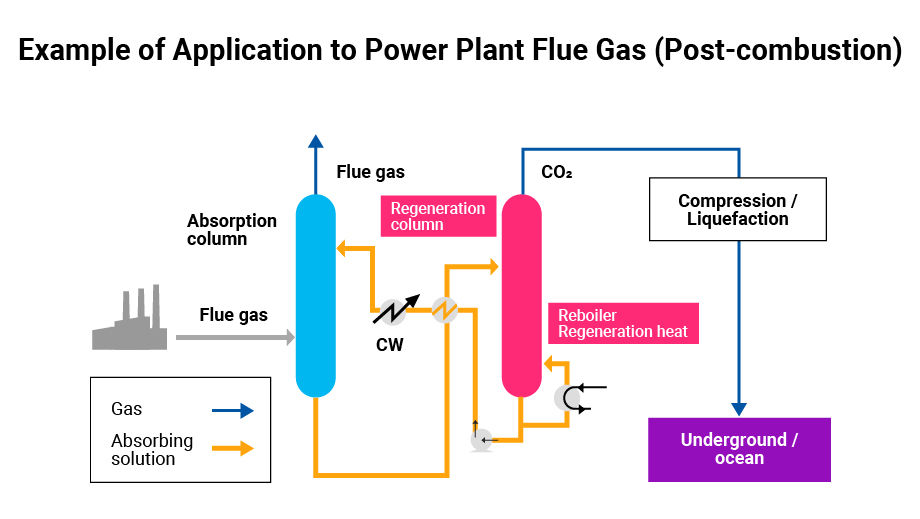 Example of Application to Power Plant Flue Gas (Post-combustion)
Flue gas
CO₂
Regeneration
column
Absorption
column
Compression /
Liquefaction
Flue gas
CW
Reboiler
Regeneration heat
Gas
Absorbing
solution
Underground /
ocean